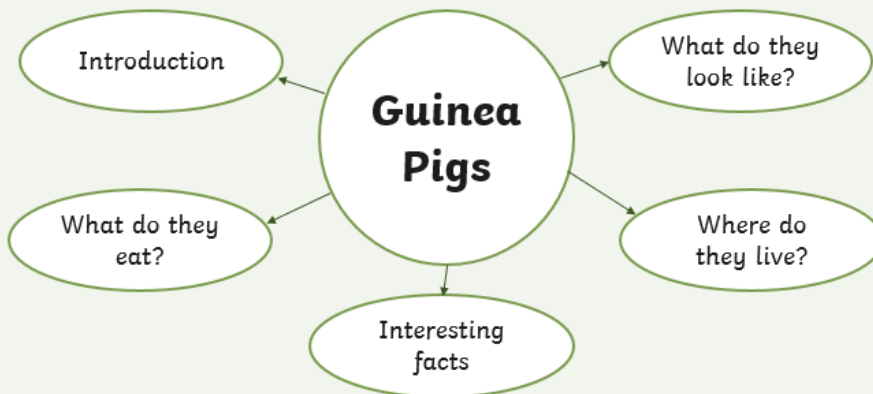 Introduction
Guinea
Pigs
What do they
look like?
What do they
eat?
Where do
they live?
Interesting
facts